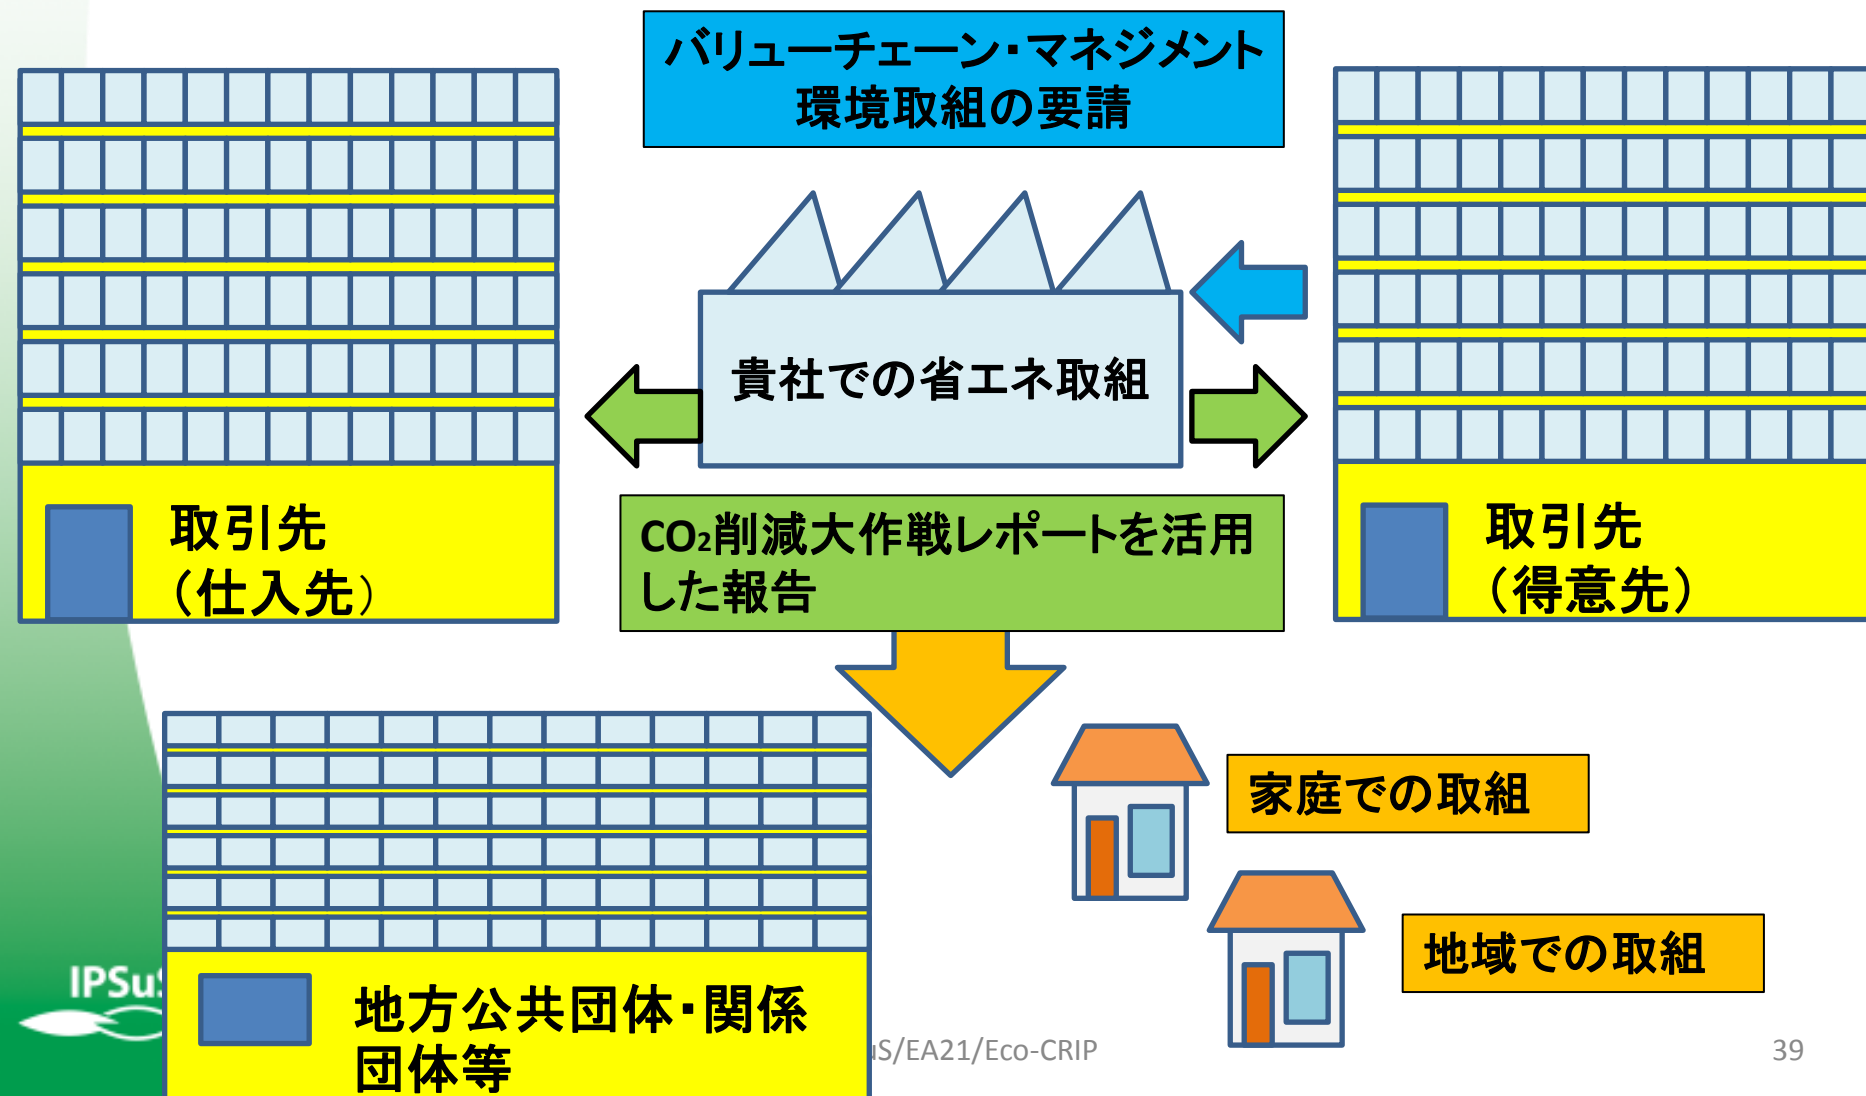 バリューチェーン・マネジメント
環境取組の要請
貴社での省エネ取組
取引先
（仕入先）
CO₂削減大作戦レポートを活用
した報告
取引先
（得意先）
家庭での取組
地域での取組
地方公共団体・関係
団体等
S/EA21/Eco-CRIP
39